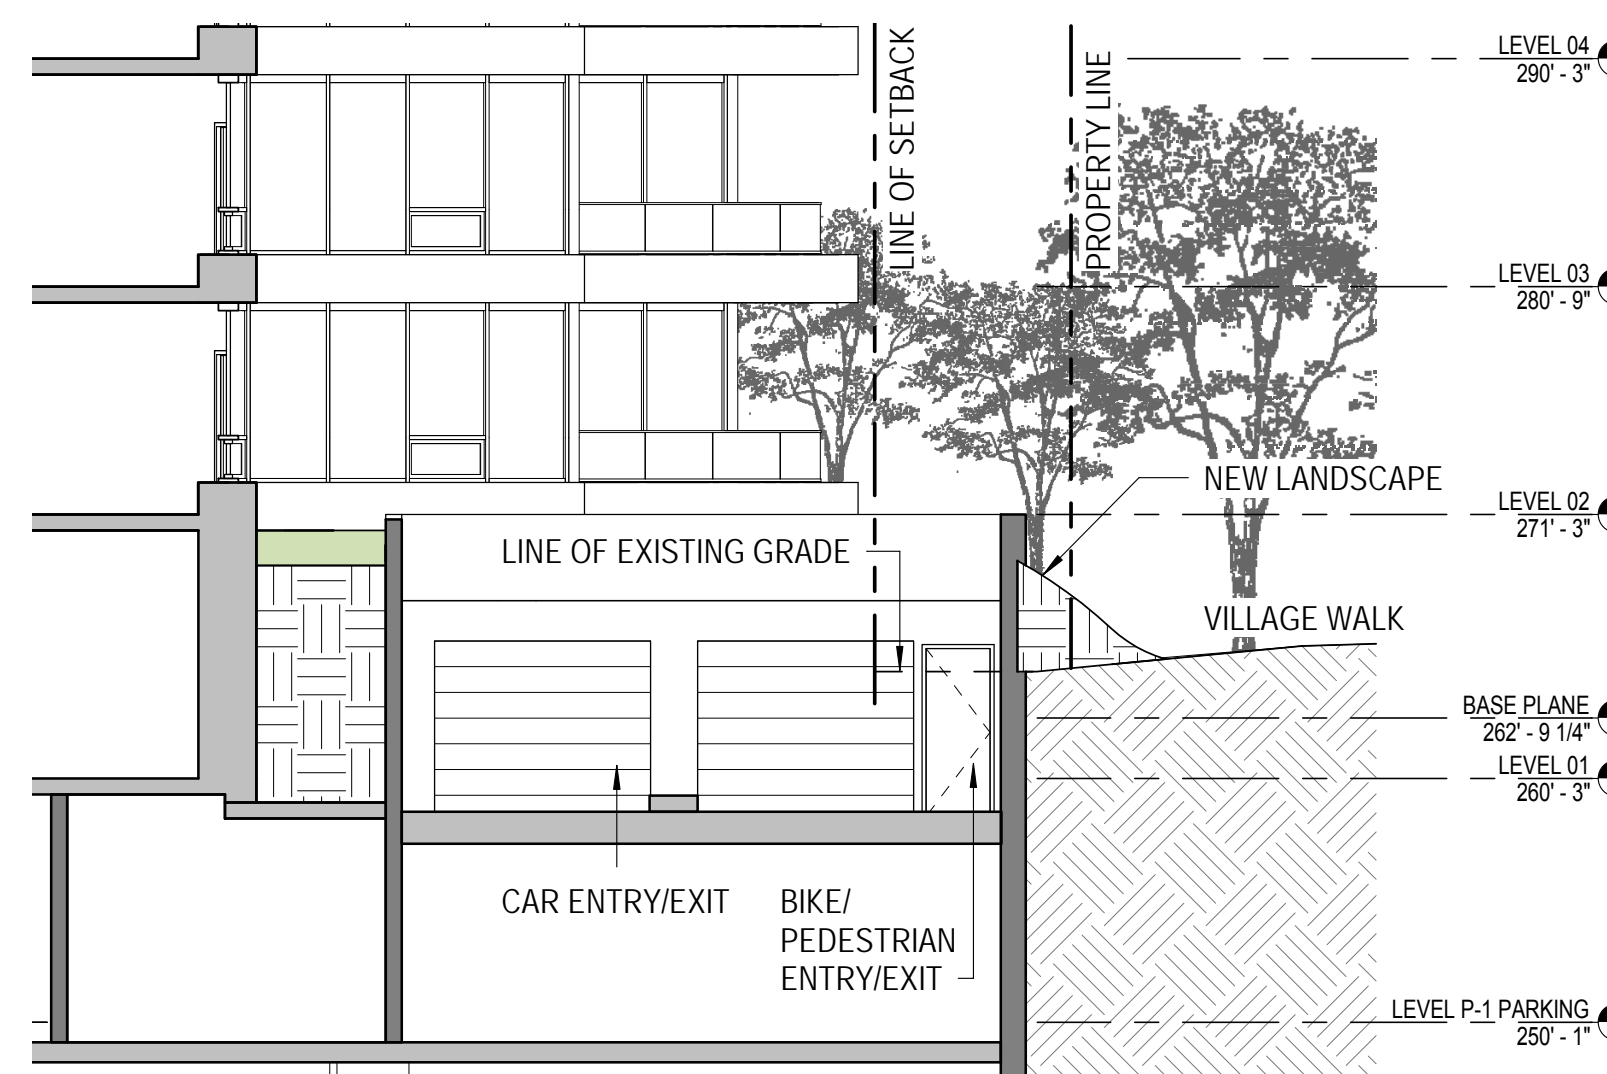 LINE OF SETBACK
PROPERTY LINE
LEVEL 04
290' - 3"
LEVEL 03
280' - 9"
NEW LANDSCAPE
LEVEL 02
271' - 3"
LINE OF EXISTING GRADE
VILLAGE WALK
BASE PLANE
262' - 9 1/4"
LEVEL 01
260' - 3"
CAR ENTRY/EXIT
BIKE/
PEDESTRIAN
ENTRY/EXIT
LEVEL P-1 PARKING
250' - 1"